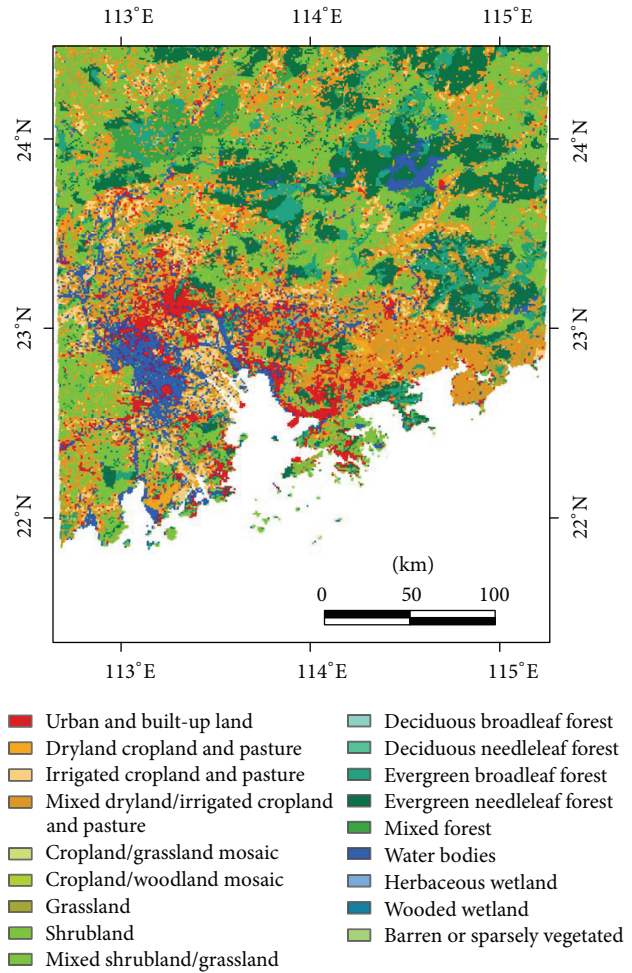 113°E 114°E 115°E
24°N 24°N
23°N 23°N
22°N 22°N
(km)
0 50 100
113°E 114°E 115°E
Urban and built-up land
Dryland cropland and pasture
Irrigated cropland and pasture
Mixed dryland/irrigated cropland
and pasture
Cropland/grassland mosaic
Cropland/woodland mosaic
Grassland
Shrubland
Mixed shrubland/grassland
Deciduous broadleaf forest
Deciduous needleleaf forest
Evergreen broadleaf forest
Evergreen needleleaf forest
Mixed forest
Water bodies
Herbaceous wetland
Wooded wetland
Barren or sparsely vegetated